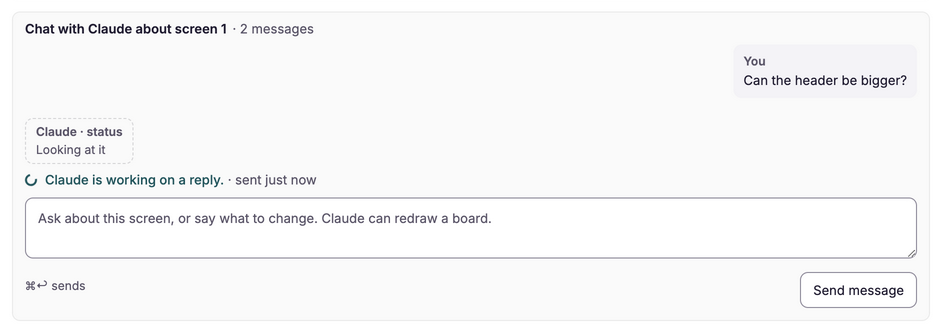 Chat with Claude about screen 1 · 2 messages
You
Can the header be bigger?
Claude · status
Looking at it
Claude is working on a reply. · sent just now
Ask about this screen, or say what to change. Claude can redraw a board.
⌘↩ sends
Send message